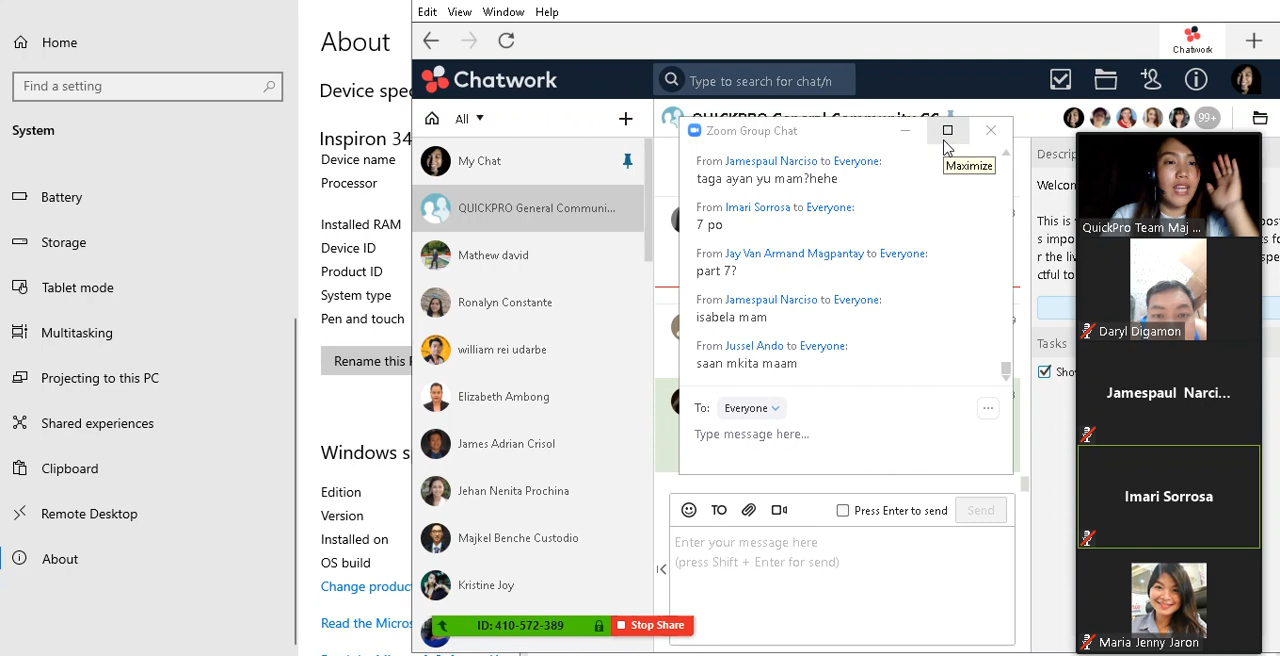 Home
Find a setting
System
Battery
Storage
Tablet mode
Multitasking
Projecting to this PC
Shared experiences
Clipboard
Remote Desktop
About
About
Device spec
Inspiron 34
Device name
Processor
Installed RAM
Device ID
Product ID
System type
Pen and touch
Rename this
Windows s
Edition
Version
Installed on
OS build
Change produc
Read the Micros
Edit View Window Help
Chatwork
Chatwork
Type to search for chat/n
All
My Chat
QUICKPRO General Communi...
Mathew david
Ronalyn Constante
william rei udarbe
Elizabeth Ambong
James Adrian Crisol
Jehan Nenita Prochina
Majkel Benche Custodio
Kristine Joy
ID: 410-572-389
Stop Share
QUICKPRO General Community GC
99+
Zoom Group Chat
Maximize
From Jamespaul Narciso to Everyone:
taga ayan yu mam?hehe
From Imari Sorrosa to Everyone:
7 po
From Jay Van Armand Magpantay to Everyone:
part 7?
From Jamespaul Narciso to Everyone:
isabela mam
From Jussel Ando to Everyone:
saan mkita maam
To: Everyone
...
Type message here...
TO
Press Enter to send
Send
Enter your message here
(press Shift + Enter for send)
Descrip
Welcon
This is
s impo
r the liv
ctful to
Tasks
Sho
QuickPro Team Maj ...
Daryl Digamon
Jamespaul Narci...
Imari Sorrosa
Maria Jenny Jaron